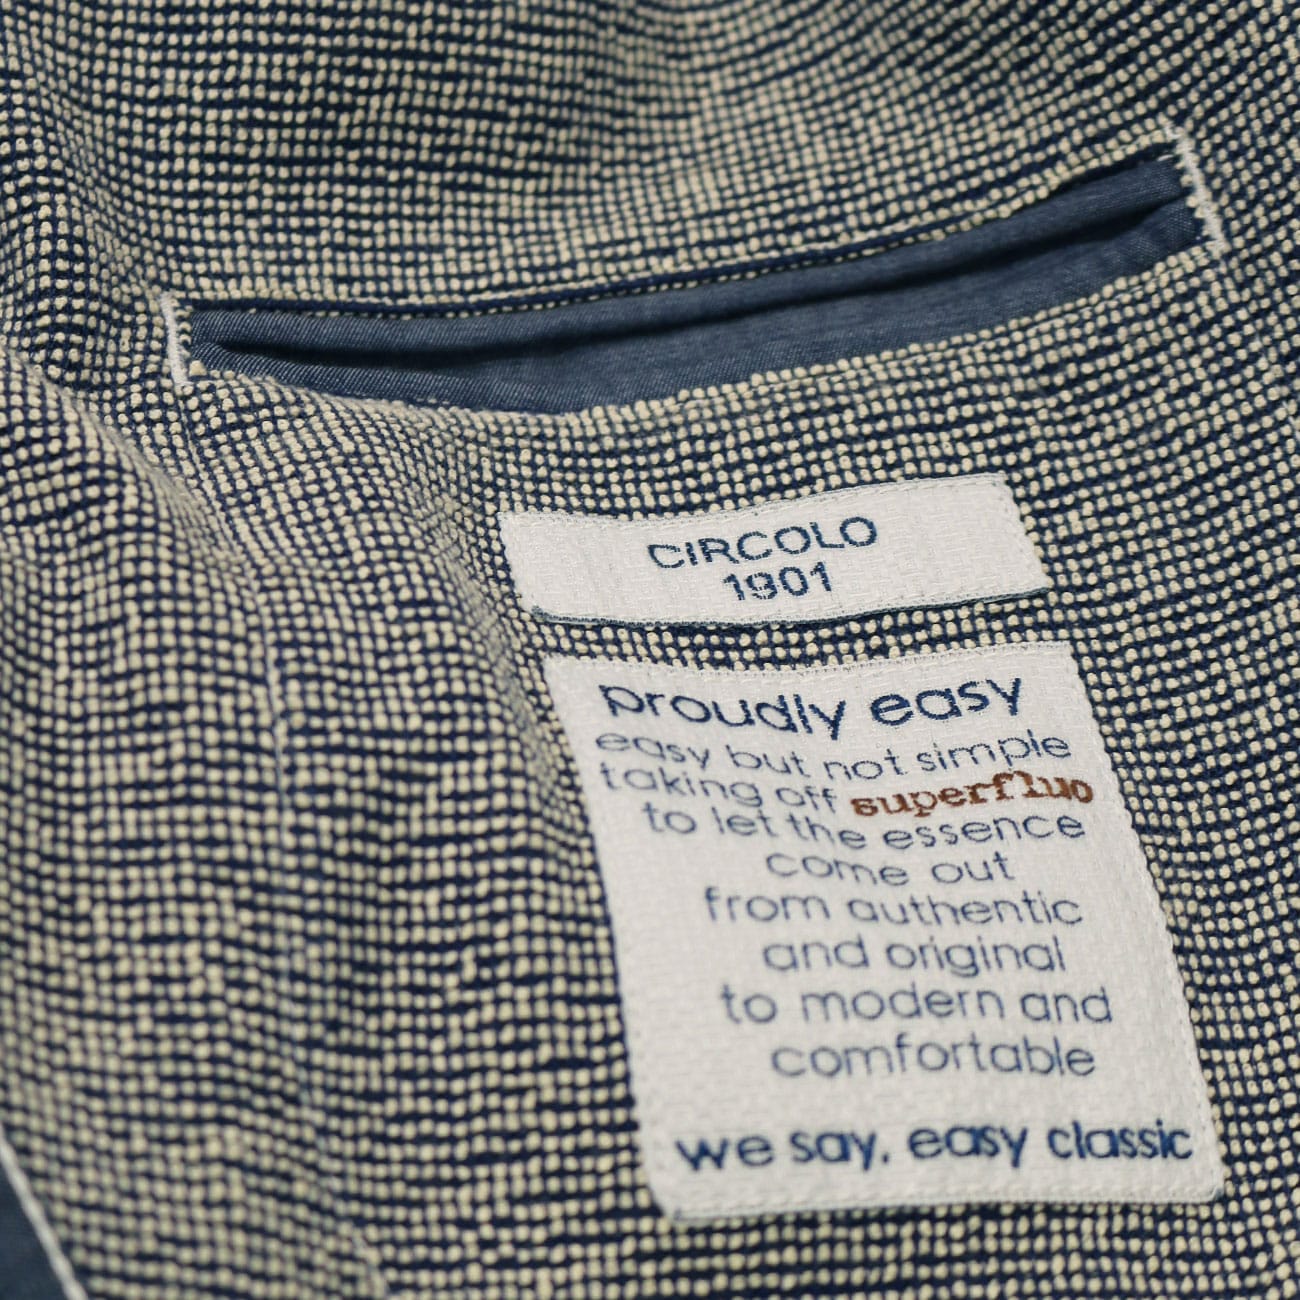 CIRCOLO
1901
proudly easy
easy but not simple
taking off superfluo
to let the essence
come out
from authentic
and original
to modern and
comfortable
we say, easy classic